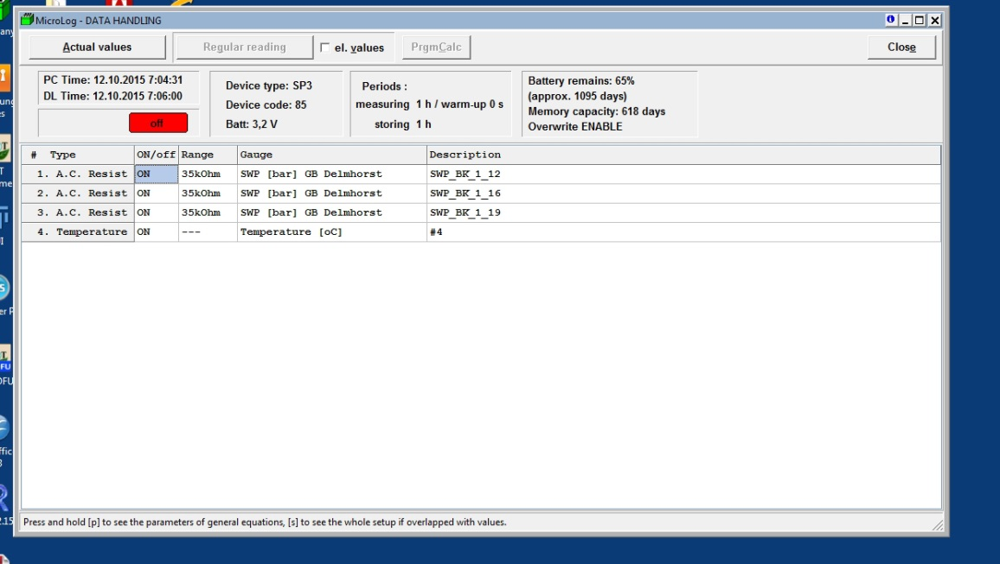 MicroLog - DATA HANDLING
Actual values
Regular reading
el. values
PrgmCalc
Close
PC Time: 12.10.2015 7:04:31
DL Time: 12.10.2015 7:06:00
off
Device type: SP3
Device code: 85
Batt: 3,2 V
Periods :
measuring 1 h / warm-up 0 s
storing 1 h
Battery remains: 65%
(approx. 1095 days)
Memory capacity: 618 days
Overwrite ENABLE
# Type ON/off Range Gauge Description
1. A.C. Resist ON 35kOhm SWP [bar] GB Delmhorst SWP_BK_1_12
2. A.C. Resist ON 35kOhm SWP [bar] GB Delmhorst SWP_BK_1_16
3. A.C. Resist ON 35kOhm SWP [bar] GB Delmhorst SWP_BK_1_19
4. Temperature ON --- Temperature [oC] #4
Press and hold [p] to see the parameters of general equations, [s] to see the whole setup if overlapped with values.